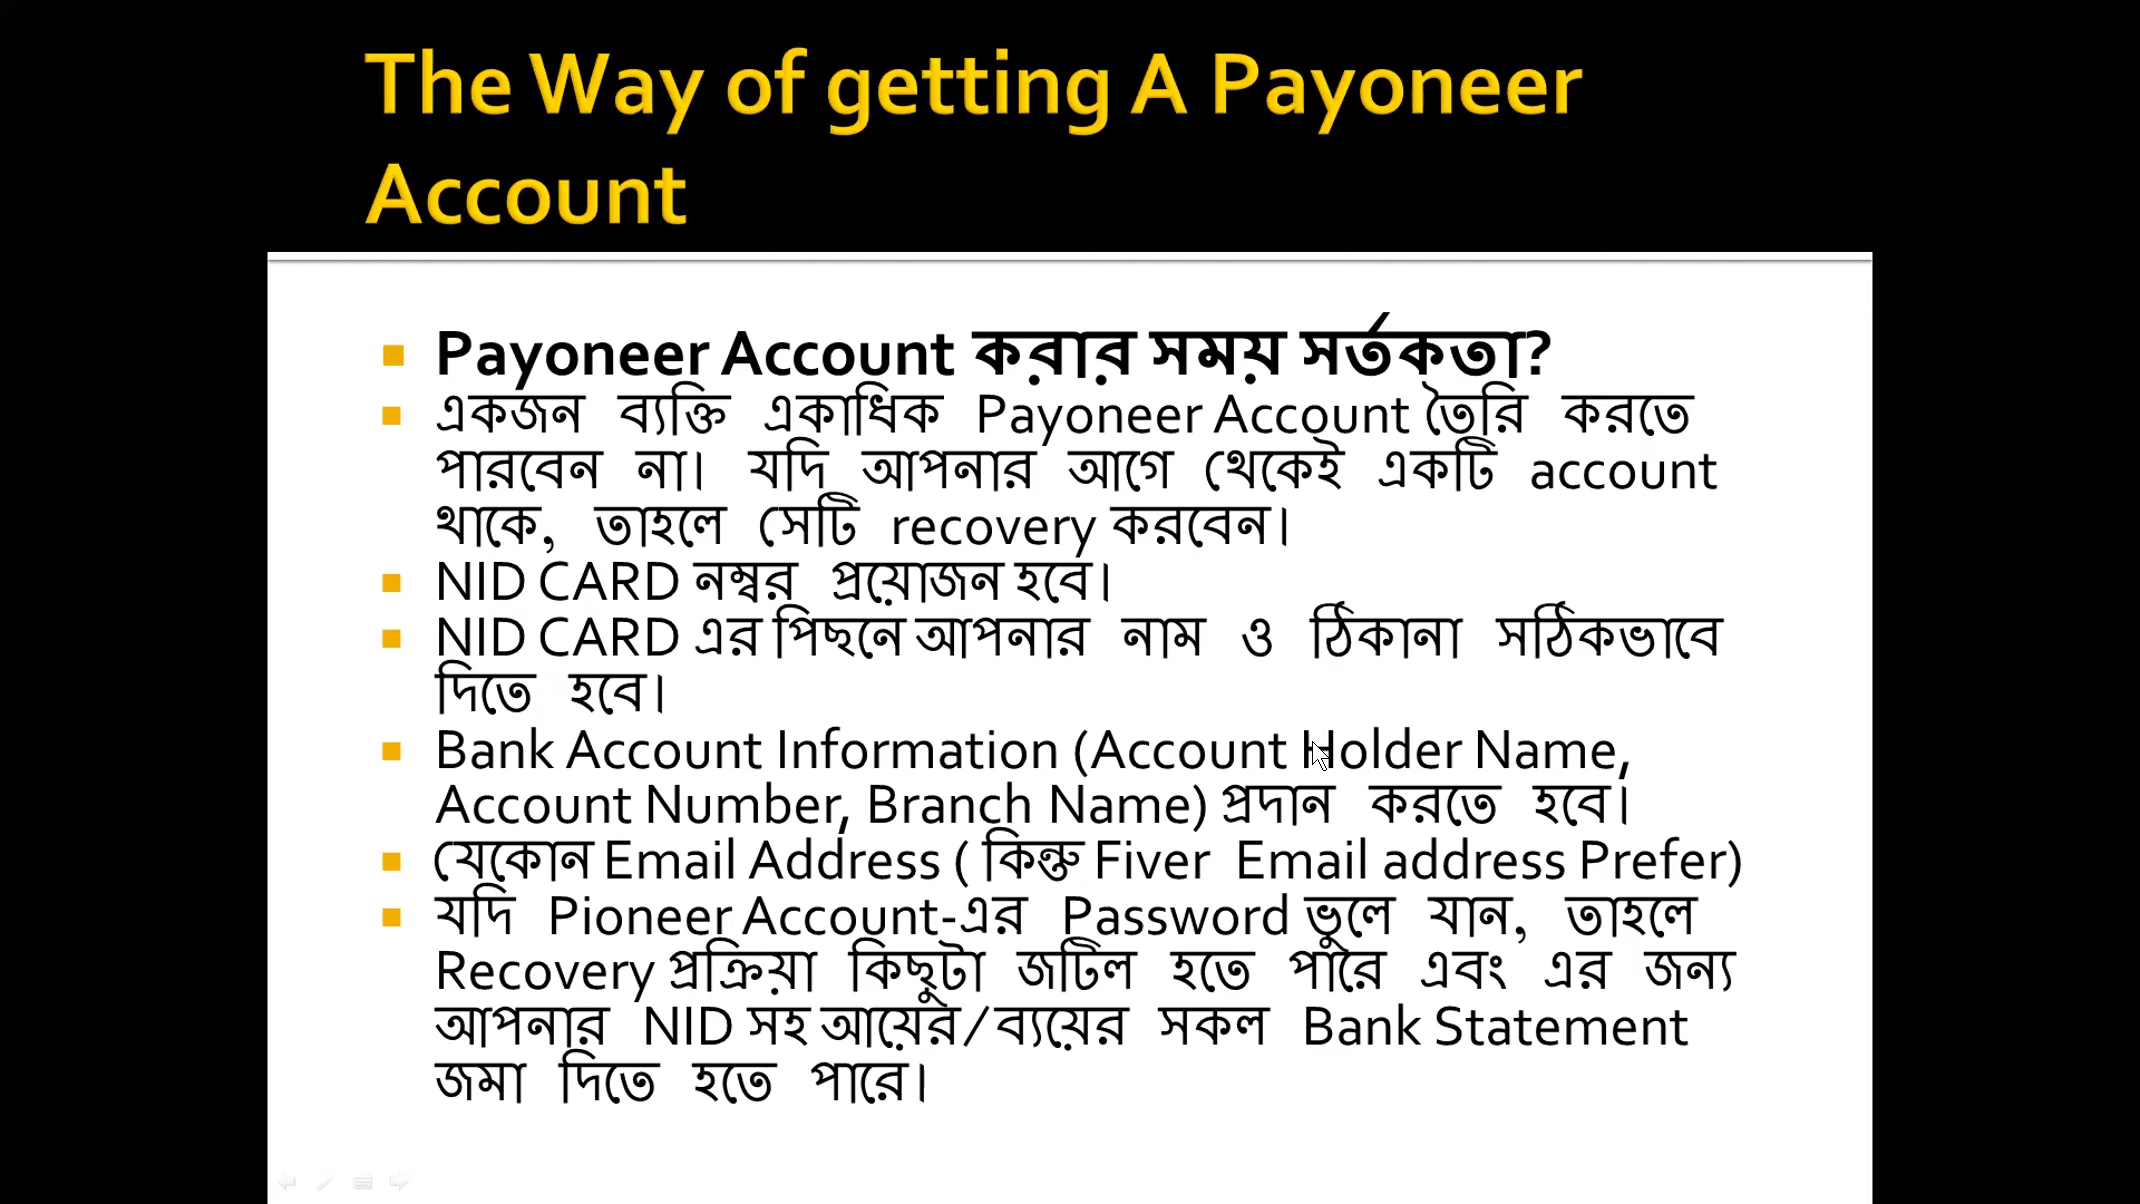 The Way of getting A Payoneer
Account
Payoneer Account করার সময় সর্তকতা?
একজন ব্যক্তি একাধিক Payoneer Account তৈরি করতে
পারবেন না। যদি আপনার আগে থেকেই একটি account
থাকে, তাহলে সেটি recovery করবেন।
NID CARD নম্বর প্রয়োজন হবে।
NID CARD এর পিছনে আপনার নাম ও ঠিকানা সঠিকভাবে
দিতে হবে।
Bank Account Information (Account Holder Name,
Account Number, Branch Name) প্রদান করতে হবে।
যেকোন Email Address ( কিন্তু Fiver Email address Prefer)
যদি Pioneer Account-এর Password ভুলে যান, তাহলে
Recovery প্রক্রিয়া কিছুটা জটিল হতে পারে এবং এর জন্য
আপনার NID সহ আয়ের/ব্যয়ের সকল Bank Statement
জমা দিতে হতে পারে।